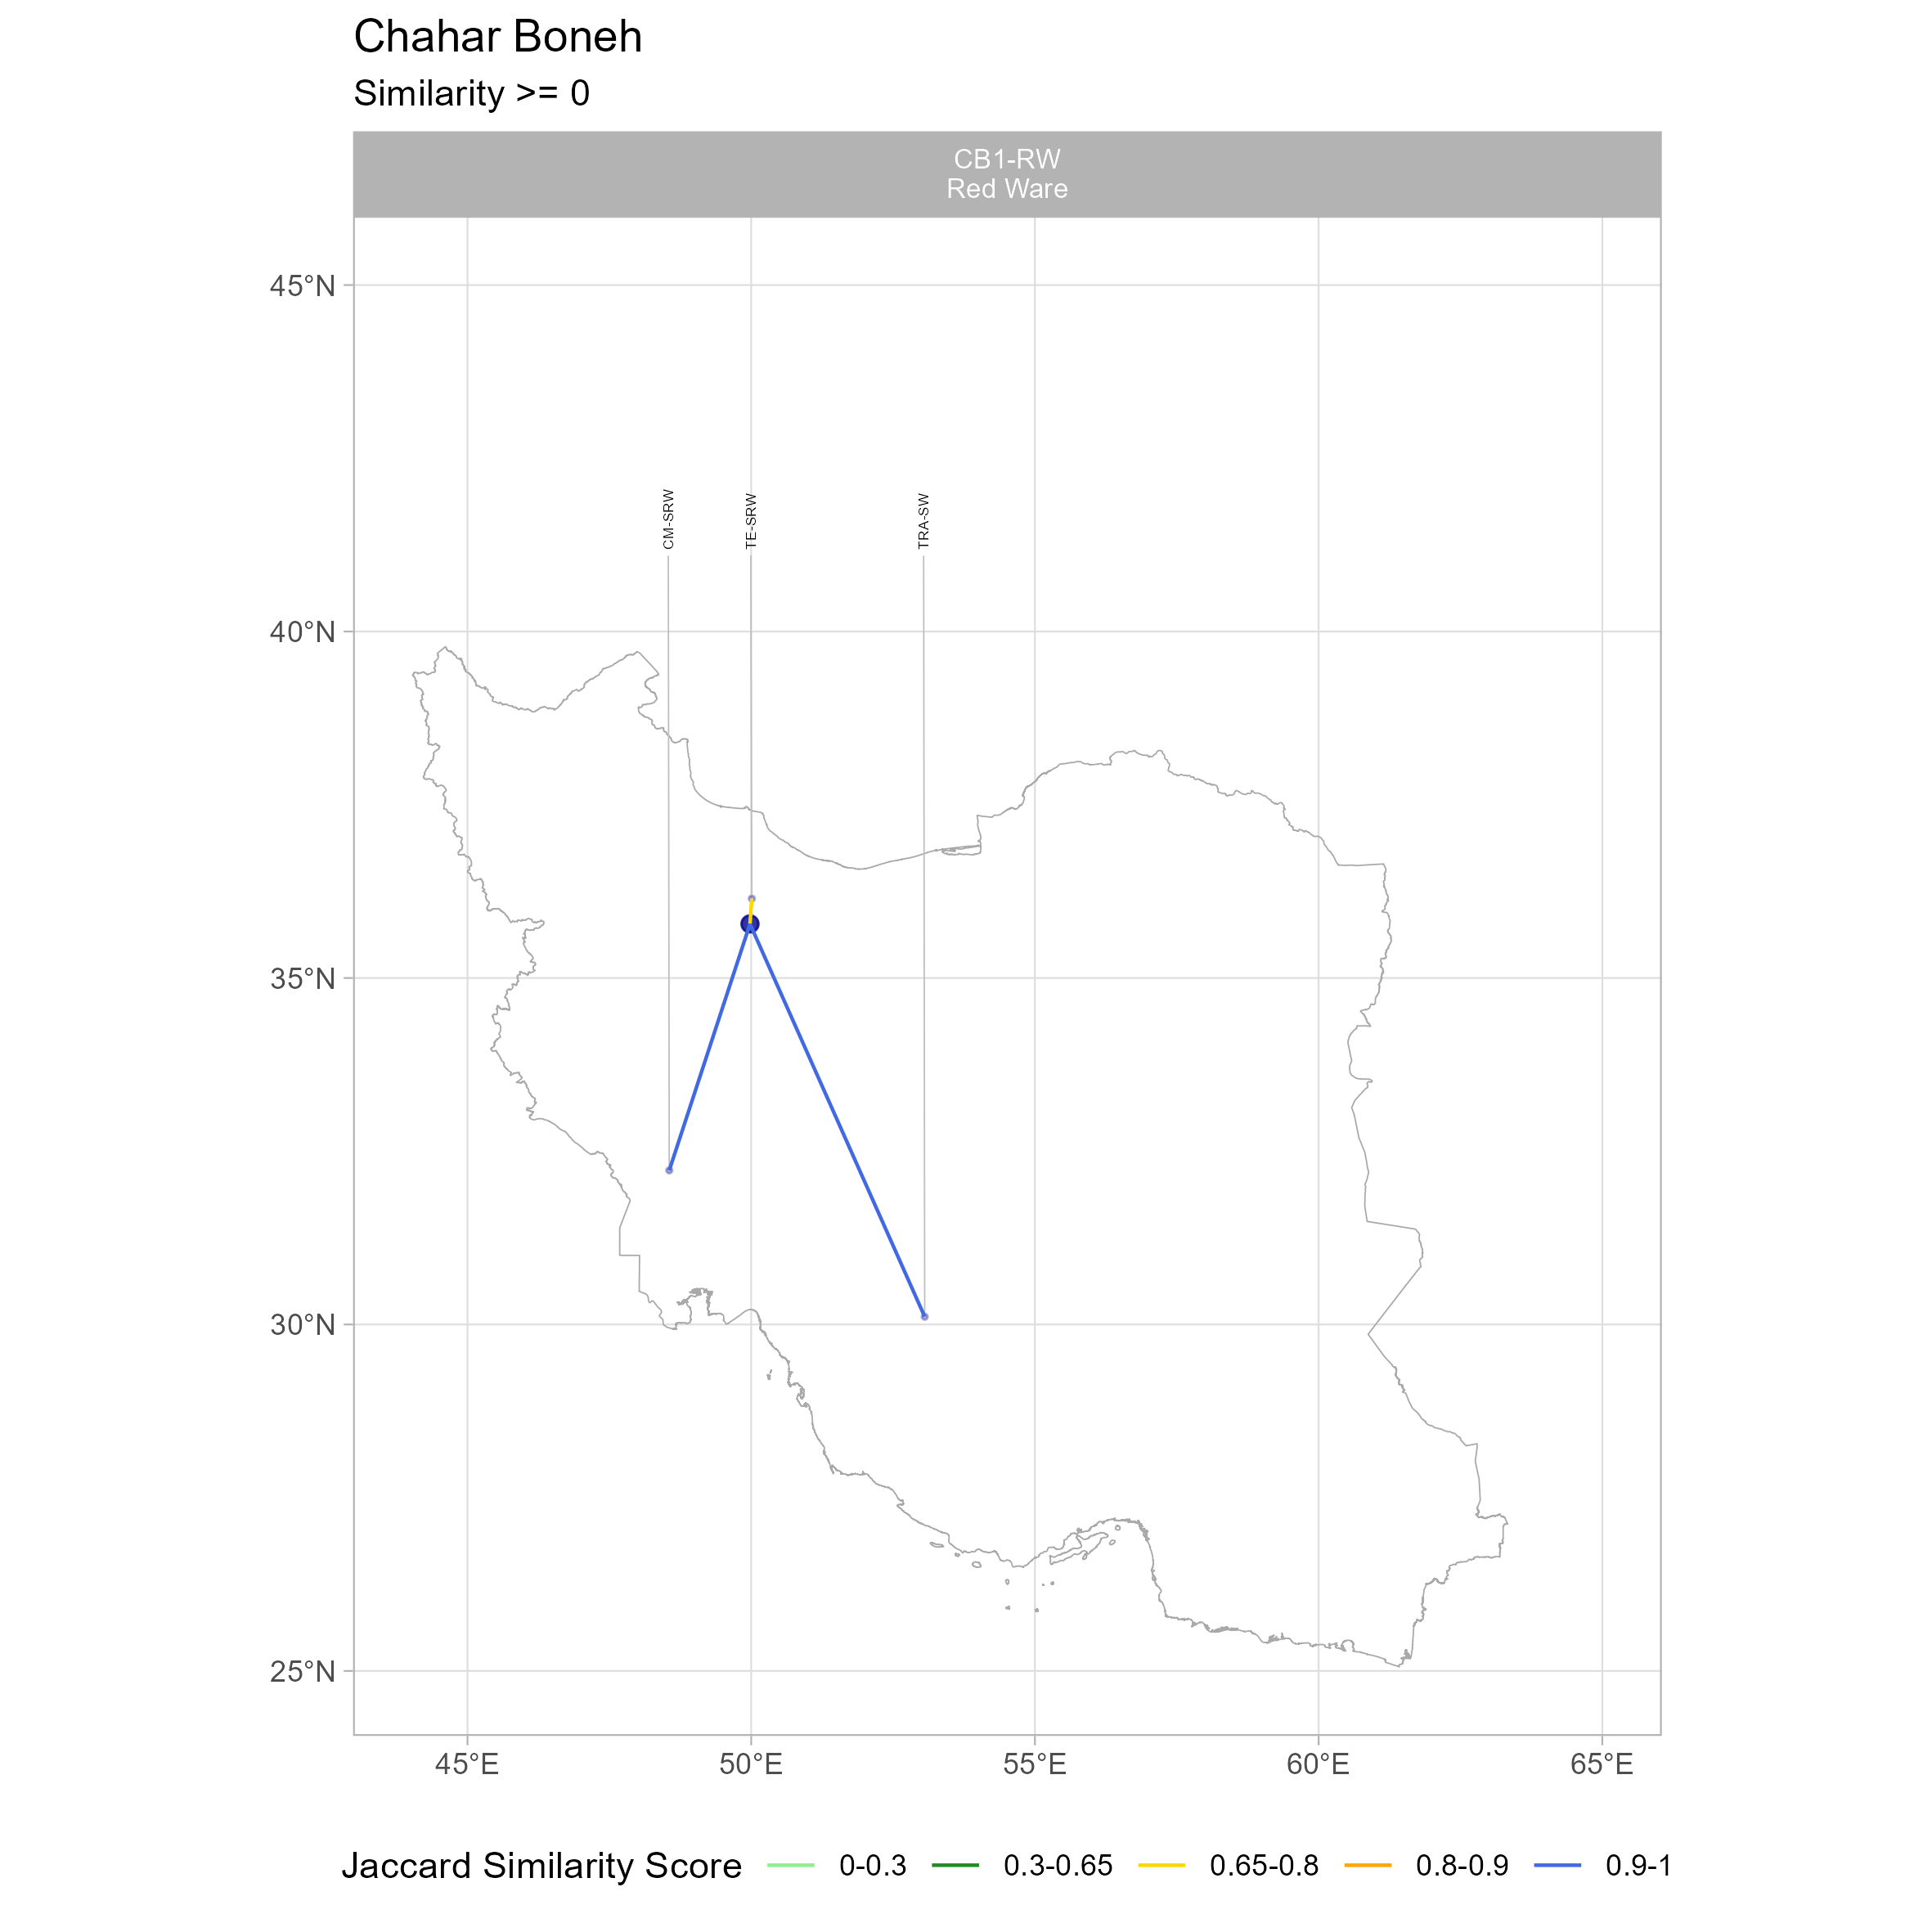 Chahar Boneh
Similarity >= 0
CB1-RW
Red Ware
45°N
CM-SRW
TE-SRW
TRA-SW
40°N
35°N
30°N
25°N
45°E 50°E 55°E 60°E 65°E
Jaccard Similarity Score 0-0.3 0.3-0.65 0.65-0.8 0.8-0.9 0.9-1